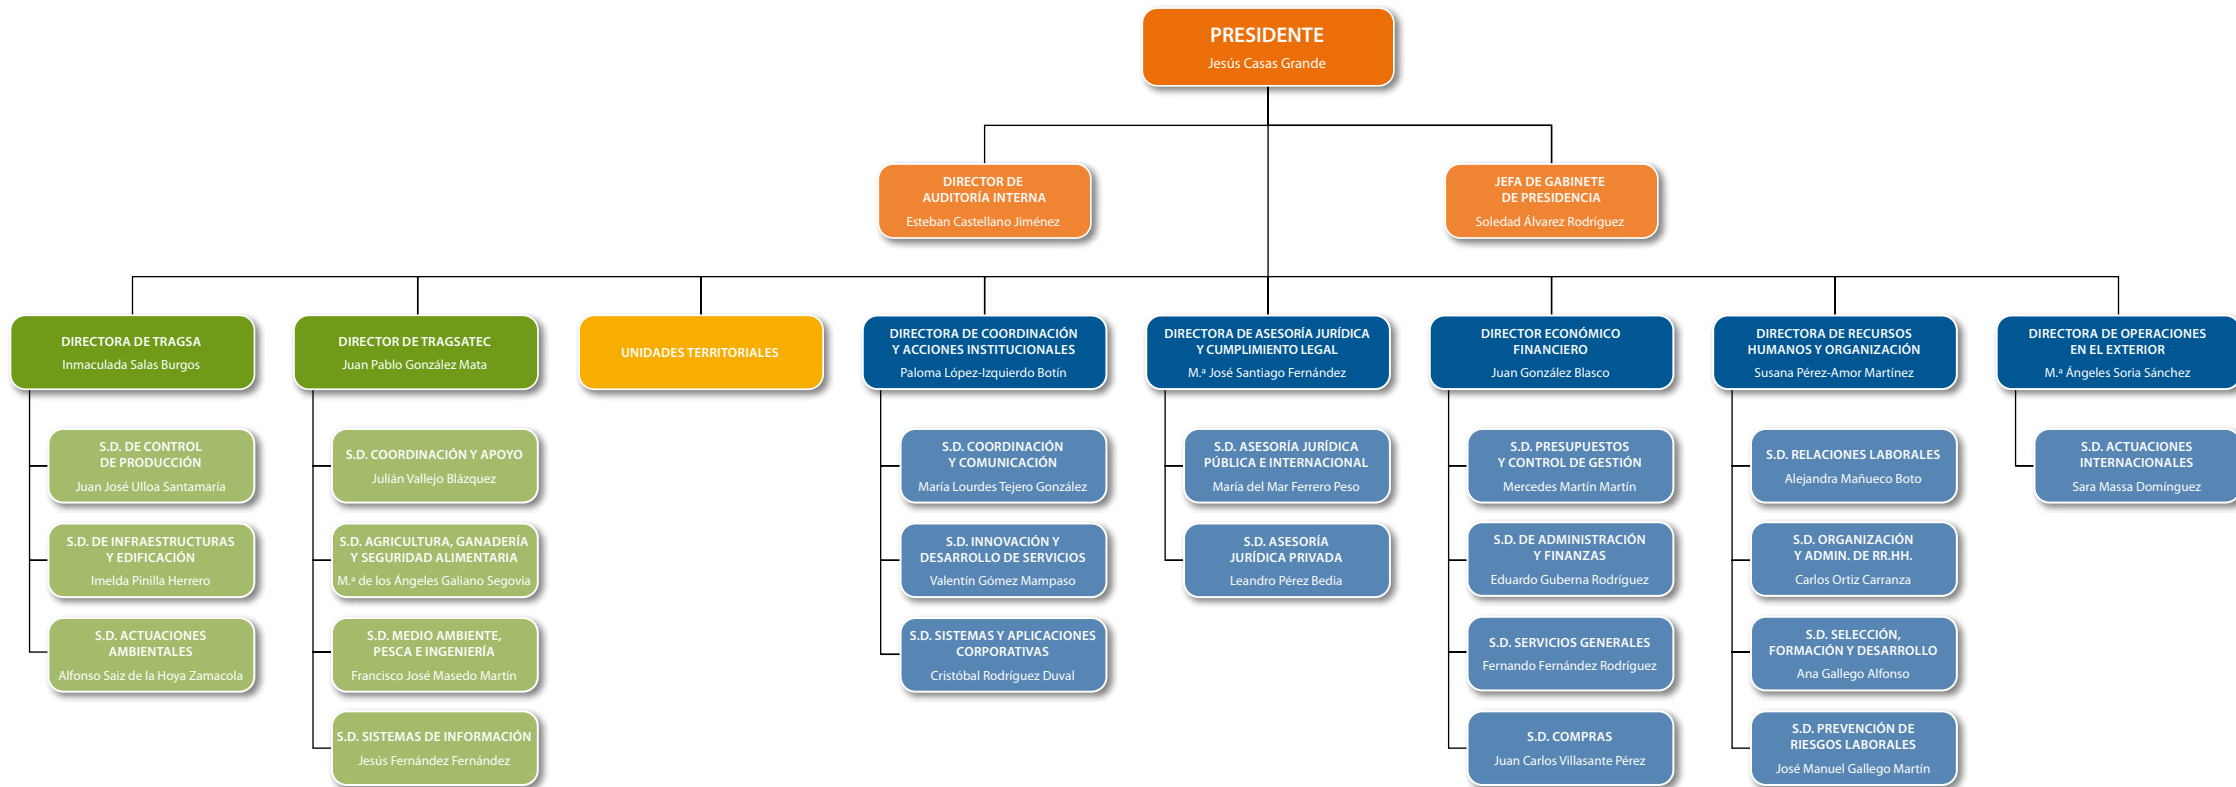 PRESIDENTE
Jesús Casas Grande
DIRECTOR DE
AUDITORÍA INTERNA
Esteban Castellano Jiménez
JEFA DE GABINETE
DE PRESIDENCIA
Soledad Álvarez Rodríguez
DIRECTORA DE TRAGSA
Inmaculada Salas Burgos
DIRECTOR DE TRAGSATEC
Juan Pablo González Mata
UNIDADES TERRITORIALES
DIRECTORA DE COORDINACIÓN
Y ACCIONES INSTITUCIONALES
Paloma López-Izquierdo Botín
DIRECTORA DE ASESORÍA JURÍDICA
Y CUMPLIMIENTO LEGAL
M.ª José Santiago Fernández
DIRECTOR ECONÓMICO
FINANCIERO
Juan González Blasco
DIRECTORA DE RECURSOS
HUMANOS Y ORGANIZACIÓN
Susana Pérez-Amor Martínez
DIRECTORA DE OPERACIONES
EN EL EXTERIOR
M.ª Ángeles Soria Sánchez
S.D. DE CONTROL
DE PRODUCCIÓN
Juan José Ulloa Santamaría
S.D. DE INFRAESTRUCTURAS
Y EDIFICACIÓN
Imelda Pinilla Herrero
S.D. ACTUACIONES
AMBIENTALES
Alfonso Saiz de la Hoya Zamacola
S.D. COORDINACIÓN Y APOYO
Julián Vallejo Blázquez
S.D. AGRICULTURA, GANADERÍA
Y SEGURIDAD ALIMENTARIA
M.ª de los Ángeles Galiano Segovia
S.D. MEDIO AMBIENTE,
PESCA E INGENIERÍA
Francisco José Masedo Martín
S.D. SISTEMAS DE INFORMACIÓN
Jesús Fernández Fernández
S.D. COORDINACIÓN
Y COMUNICACIÓN
María Lourdes Tejero González
S.D. INNOVACIÓN Y
DESARROLLO DE SERVICIOS
Valentín Gómez Mampaso
S.D. SISTEMAS Y APLICACIONES
CORPORATIVAS
Cristóbal Rodríguez Duval
S.D. ASESORÍA JURÍDICA
PÚBLICA E INTERNACIONAL
María del Mar Ferrero Peso
S.D. ASESORÍA
JURÍDICA PRIVADA
Leandro Pérez Bedia
S.D. PRESUPUESTOS
Y CONTROL DE GESTIÓN
Mercedes Martín Martín
S.D. DE ADMINISTRACIÓN
Y FINANZAS
Eduardo Guberna Rodríguez
S.D. SERVICIOS GENERALES
Fernando Fernández Rodríguez
S.D. COMPRAS
Juan Carlos Villasante Pérez
S.D. RELACIONES LABORALES
Alejandra Mañueco Boto
S.D. ORGANIZACIÓN
Y ADMIN. DE RR.HH.
Carlos Ortiz Carranza
S.D. SELECCIÓN,
FORMACIÓN Y DESARROLLO
Ana Gallego Alfonso
S.D. PREVENCIÓN DE
RIESGOS LABORALES
José Manuel Gallego Martín
S.D. ACTUACIONES
INTERNACIONALES
Sara Massa Domínguez